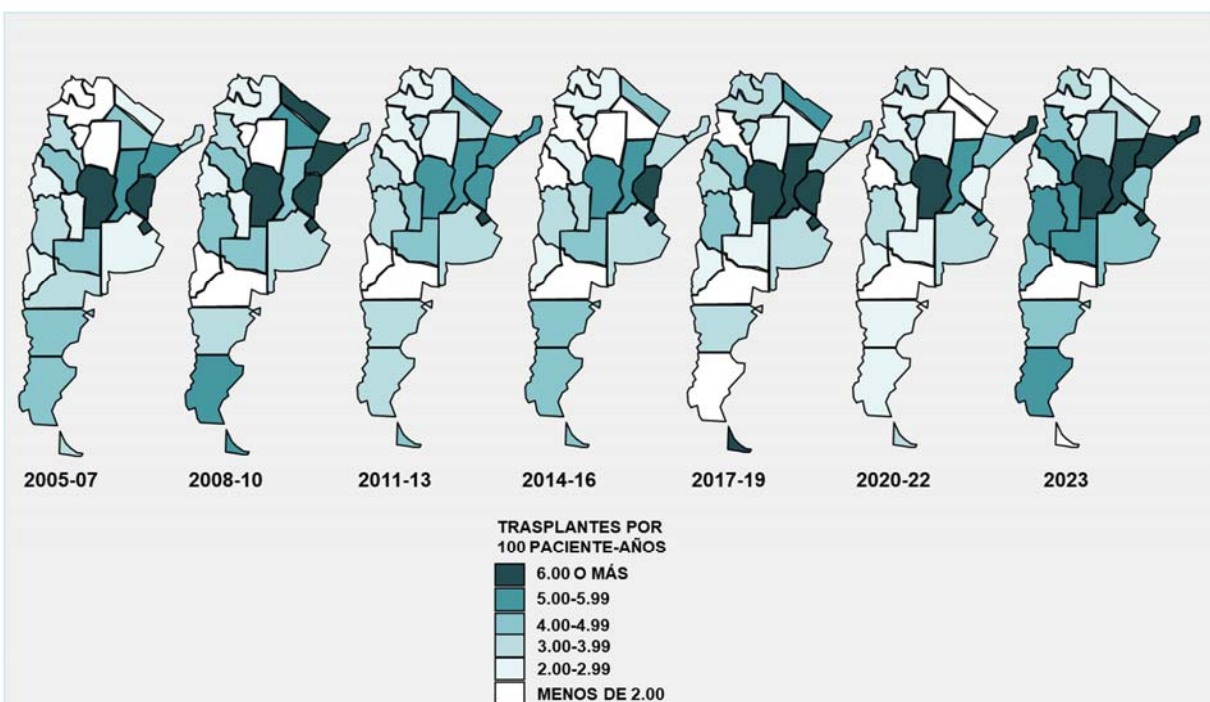 2005-07
2008-10
2011-13
2014-16
2017-19
2020-22
2023
TRASPLANTES POR
100 PACIENTE-AÑOS
6.00 O MÁS
5.00-5.99
4.00-4.99
3.00-3.99
2.00-2.99
MENOS DE 2.00